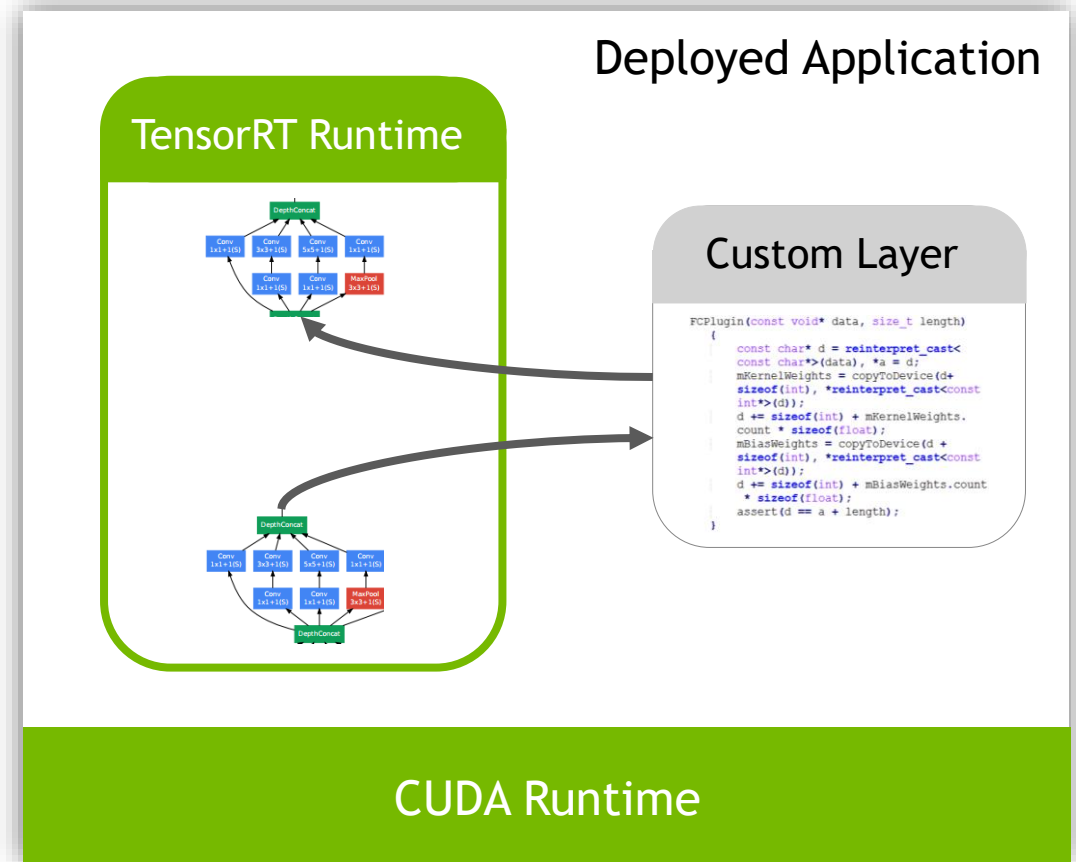 Deployed Application
TensorRT Runtime
DepthConcat
Conv
1x1+1(S)
Conv
3x3+1(S)
Conv
5x5+1(S)
Conv
1x1+1(S)
Conv
1x1+1(S)
Conv
1x1+1(S)
MaxPool
3x3+1(S)
Custom Layer
FCPlugin(const void* data, size_t length)
{
const char* d = reinterpret_cast<
const char*>(data), *a = d;
mKernelWeights = copyToDevice(d+
sizeof(int), *reinterpret_cast<const
int*>(d));
d += sizeof(int) + mKernelWeights.
count * sizeof(float);
mBiasWeights = copyToDevice(d +
sizeof(int), *reinterpret_cast<const
int*>(d));
d += sizeof(int) + mBiasWeights.count
* sizeof(float);
assert(d == a + length);
}
DepthConcat
Conv
1x1+1(S)
Conv
3x3+1(S)
Conv
5x5+1(S)
Conv
1x1+1(S)
Conv
1x1+1(S)
Conv
1x1+1(S)
MaxPool
3x3+1(S)
DepthConcat
CUDA Runtime